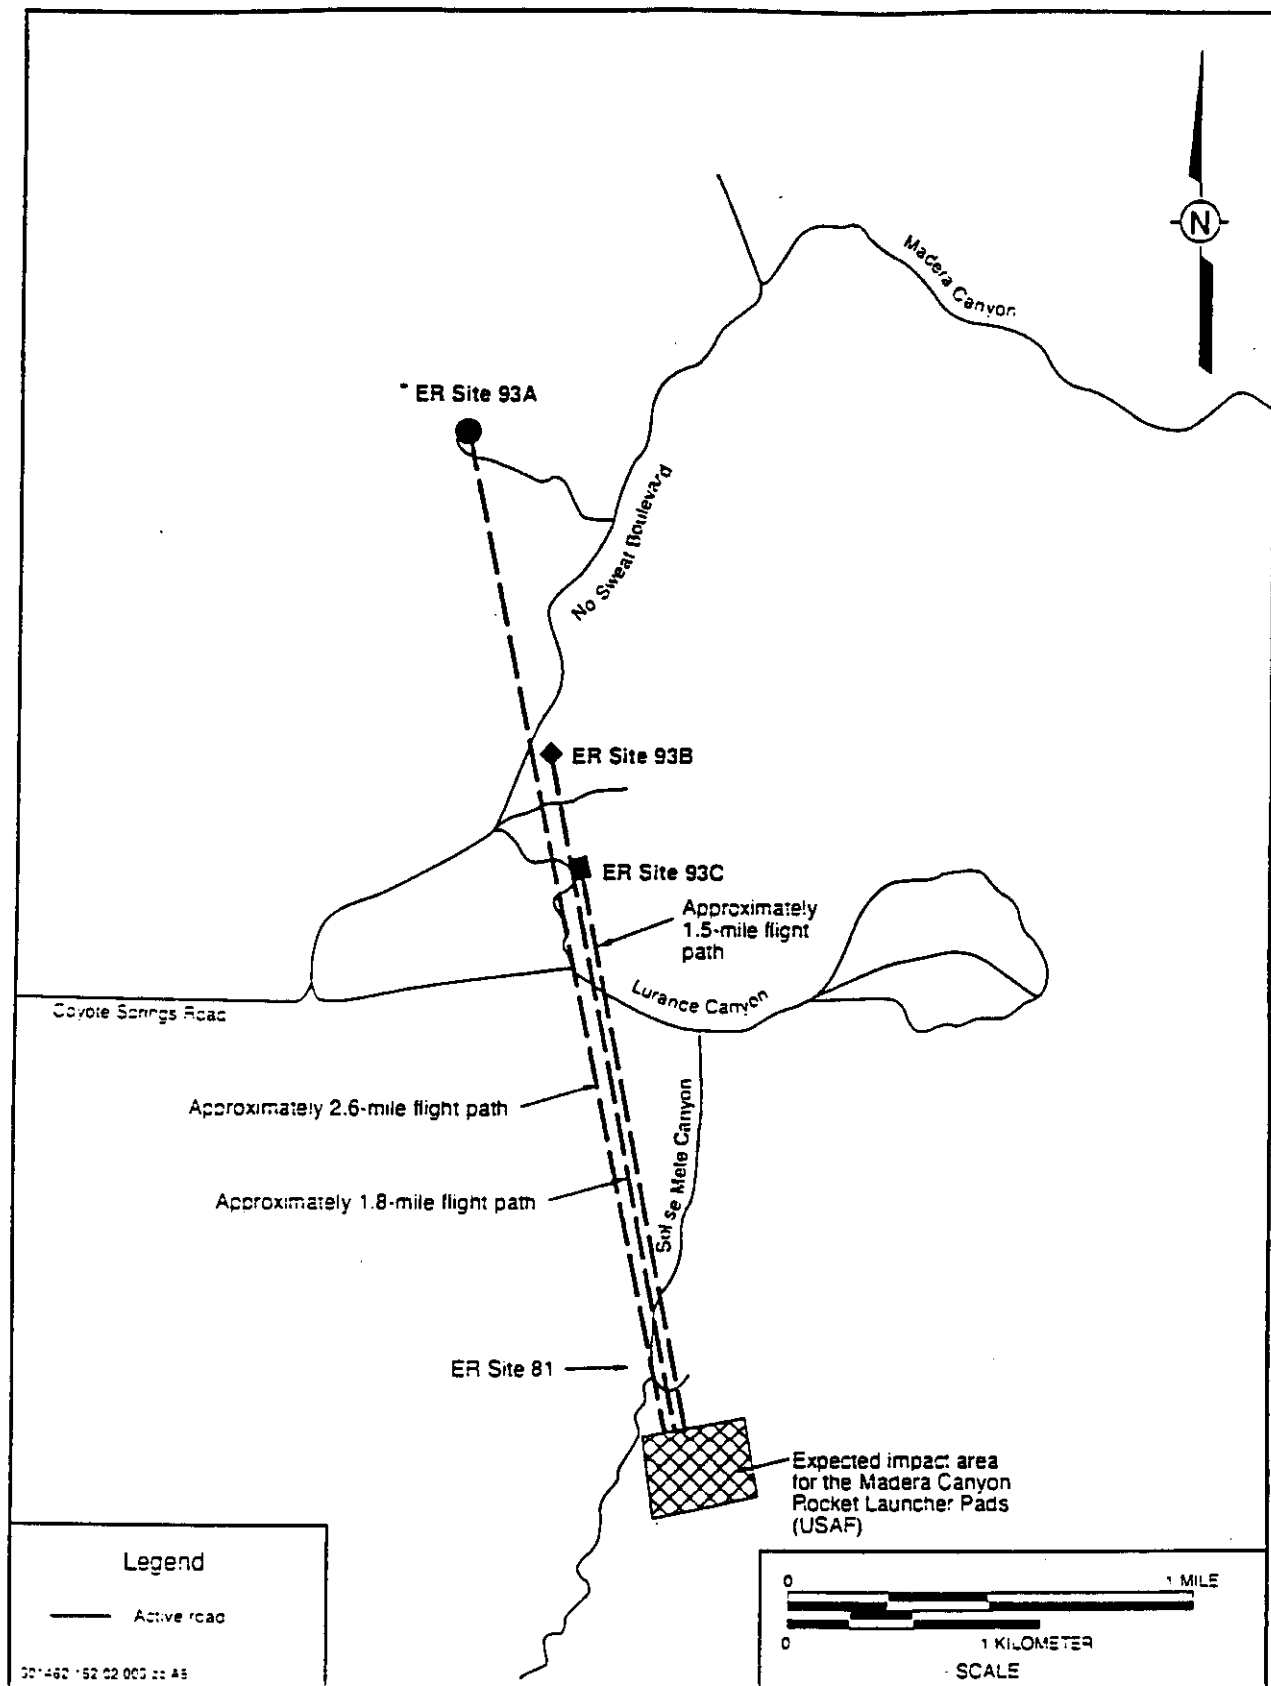 N
Madera Canyon
ER Site 93A
No Sweat Boulevard
ER Site 93B
ER Site 93C
Approximately
1.5-mile flight
path
Lurance Canyon
Coyote Springs Road
Approximately 2.6-mile flight path
Sol se Mete Canyon
Approximately 1.8-mile flight path
ER Site 81
Expected impact area
for the Madera Canyon
Rocket Launcher Pads
(USAF)
Legend
Active road
0 1 MILE
0 1 KILOMETER
SCALE